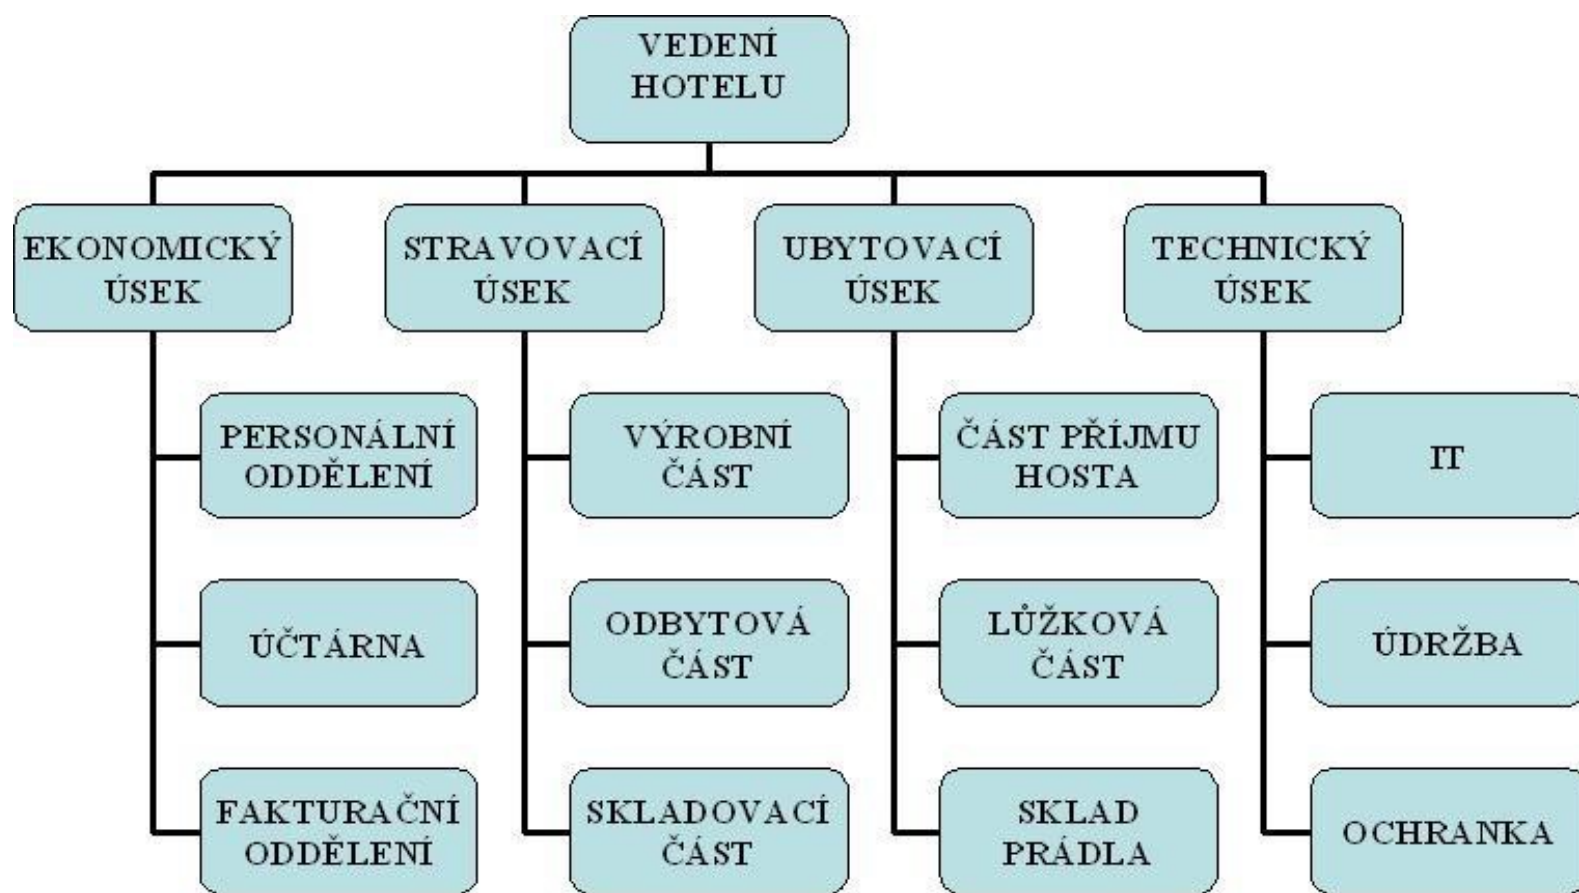 VEDENÍ
HOTELU
EKONOMICKÝ
ÚSEK
STRAVOVACÍ
ÚSEK
UBYTOVACÍ
ÚSEK
TECHNICKÝ
ÚSEK
PERSONÁLNÍ
ODDĚLENÍ
VÝROBNÍ
ČÁST
ČÁST PŘÍJMU
HOSTA
IT
ÚČTÁRNA
ODBYTOVÁ
ČÁST
LŮŽKOVÁ
ČÁST
ÚDRŽBA
FAKTURAČNÍ
ODDĚLENÍ
SKLADOVACÍ
ČÁST
SKLAD
PRÁDLA
OCHRANKA